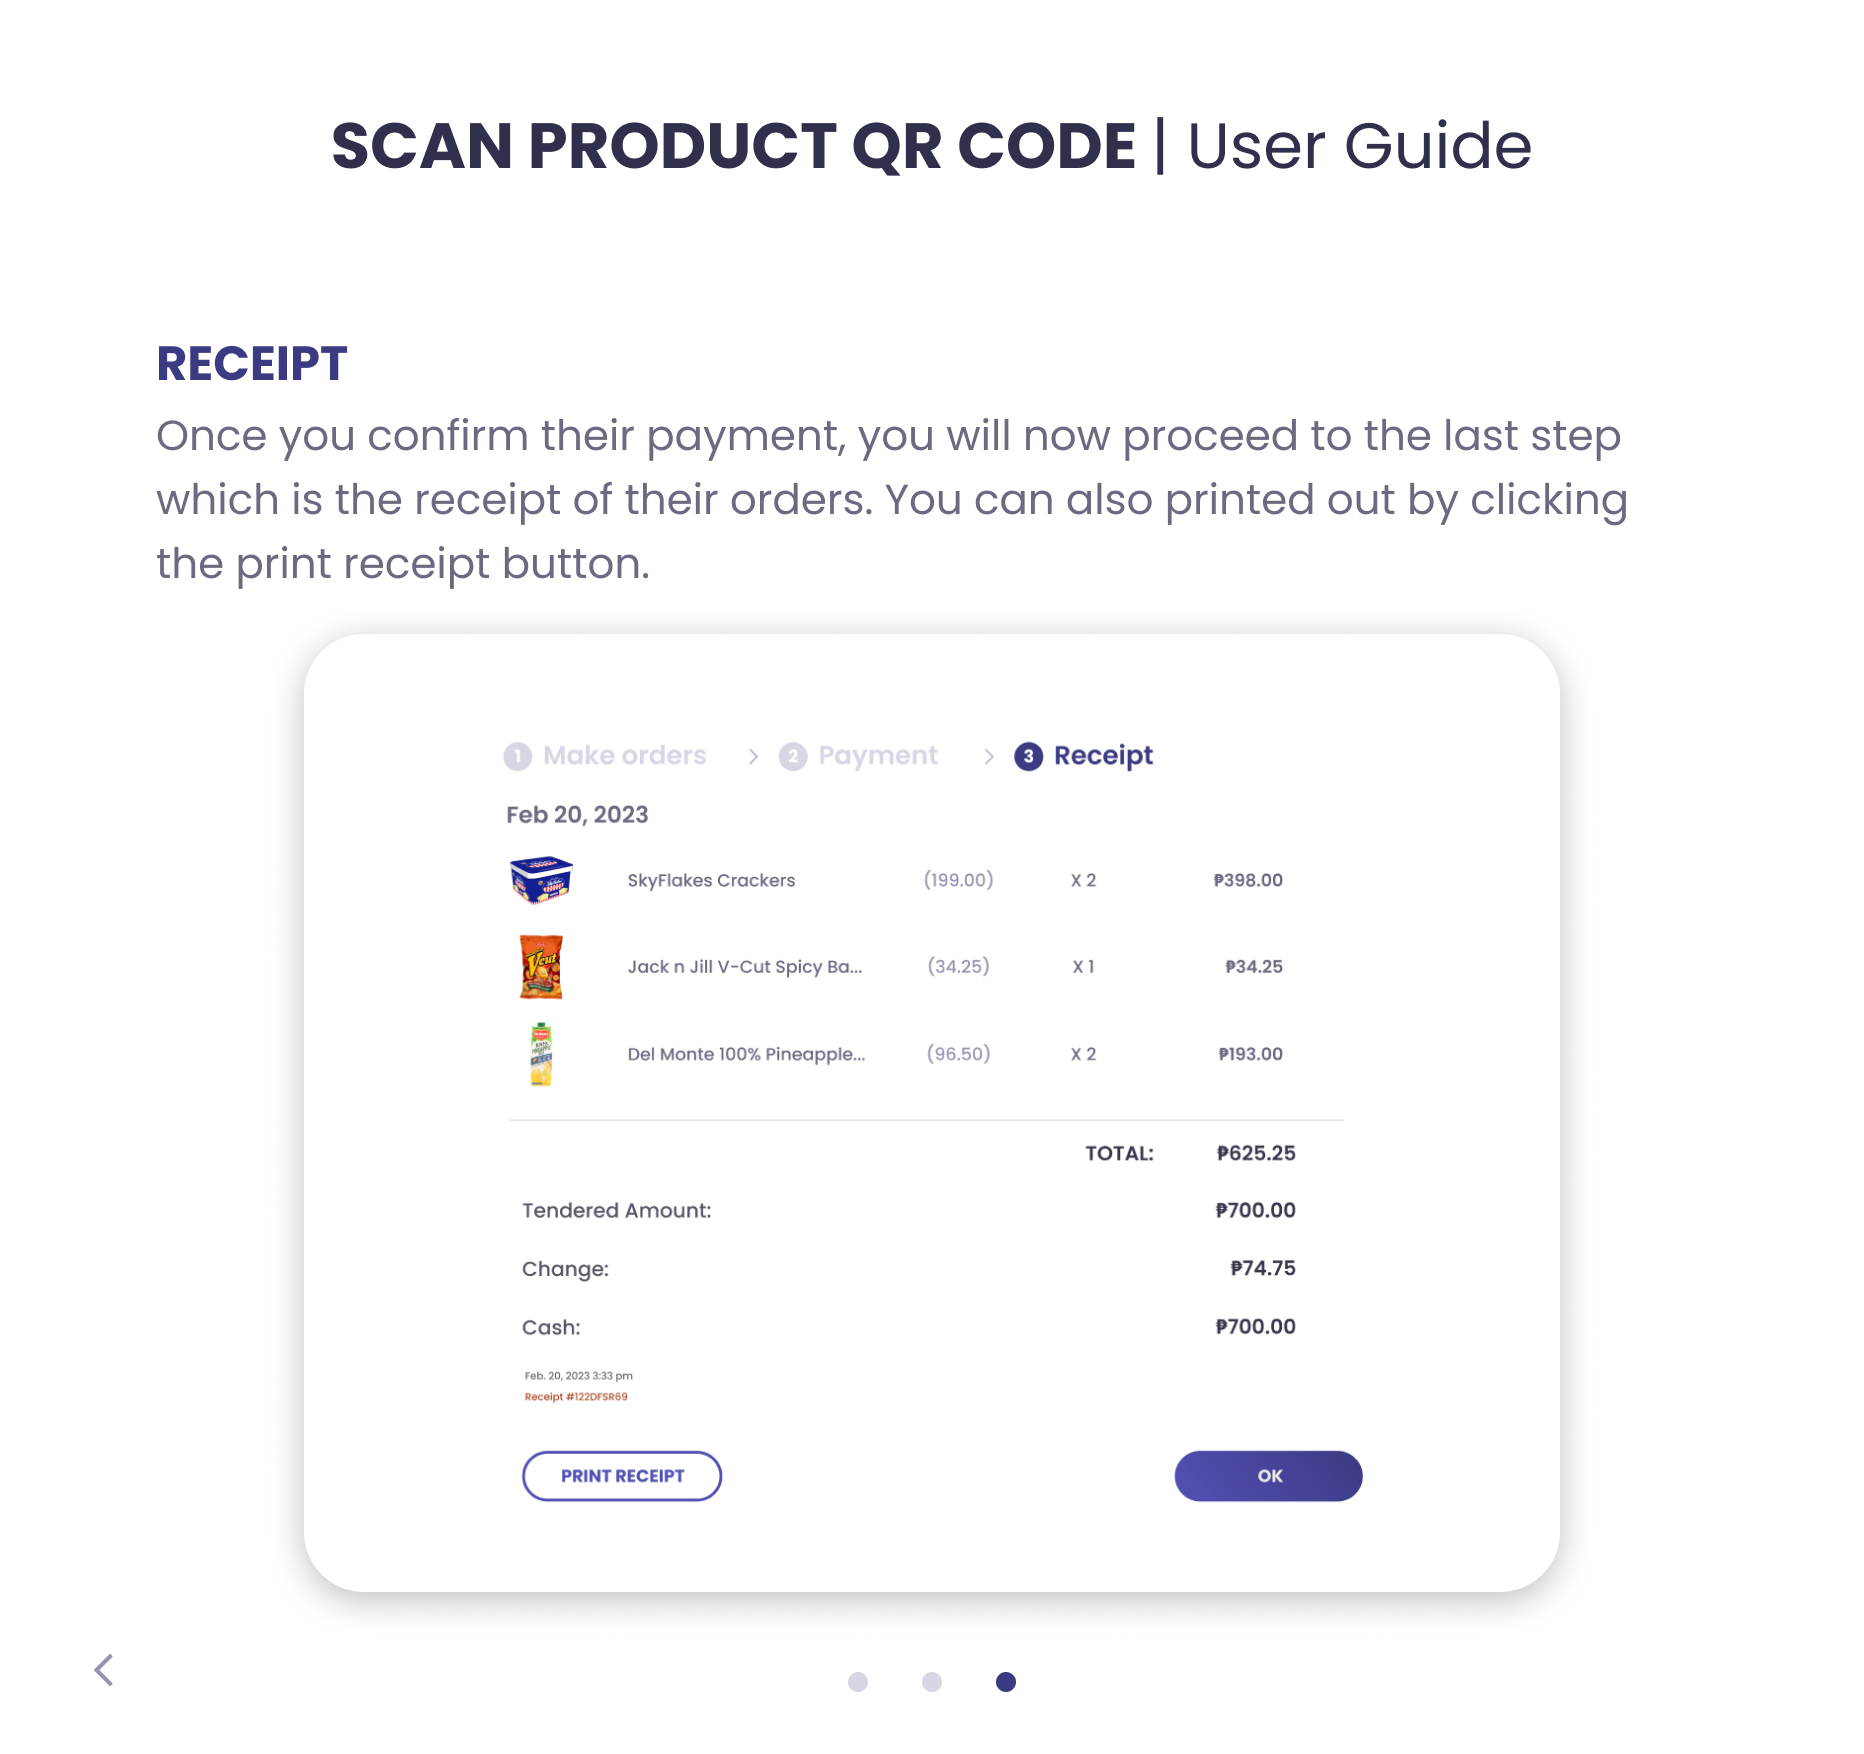 SCAN PRODUCT QR CODE | User Guide
RECEIPT
Once you confirm their payment, you will now proceed to the last step
which is the receipt of their orders. You can also printed out by clicking
the print receipt button.
1 Make orders > 2 Payment > 3 Receipt
Feb 20, 2023
SkyFlakes Crackers (199.00) X 2 ₱398.00
Vcut
Jack n Jill V-Cut Spicy Ba... (34.25) X 1 ₱34.25
Del Monte 100% Pineapple... (96.50) X 2 ₱193.00
TOTAL: ₱625.25
Tendered Amount: ₱700.00
Change: ₱74.75
Cash: ₱700.00
Feb. 20, 2023 3:33 pm
Receipt #122DFSR69
PRINT RECEIPT OK